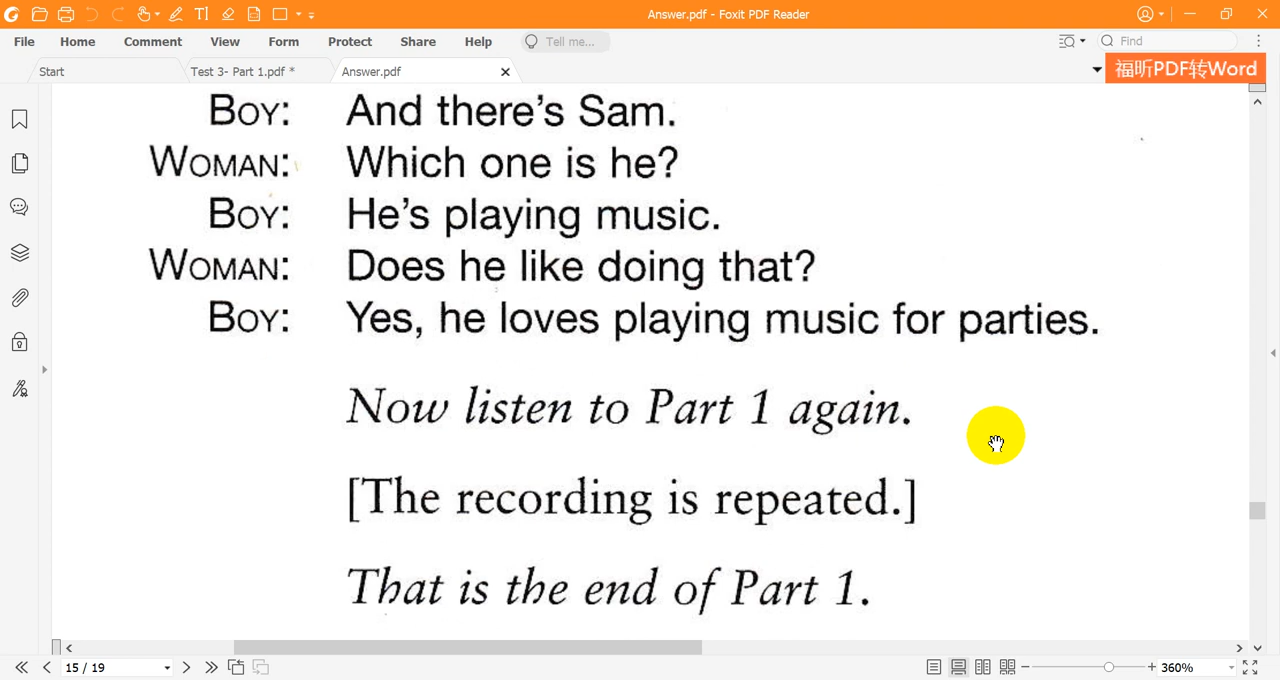 Answer.pdf - Foxit PDF Reader
File Home Comment View Form Protect Share Help Tell me... Find
Start Test 3- Part 1.pdf * Answer.pdf 福昕PDF转Word
BOY: And there's Sam.
WOMAN: Which one is he?
BOY: He's playing music.
WOMAN: Does he like doing that?
BOY: Yes, he loves playing music for parties.
Now listen to Part 1 again.
[The recording is repeated.]
That is the end of Part 1.
15 / 19 360%